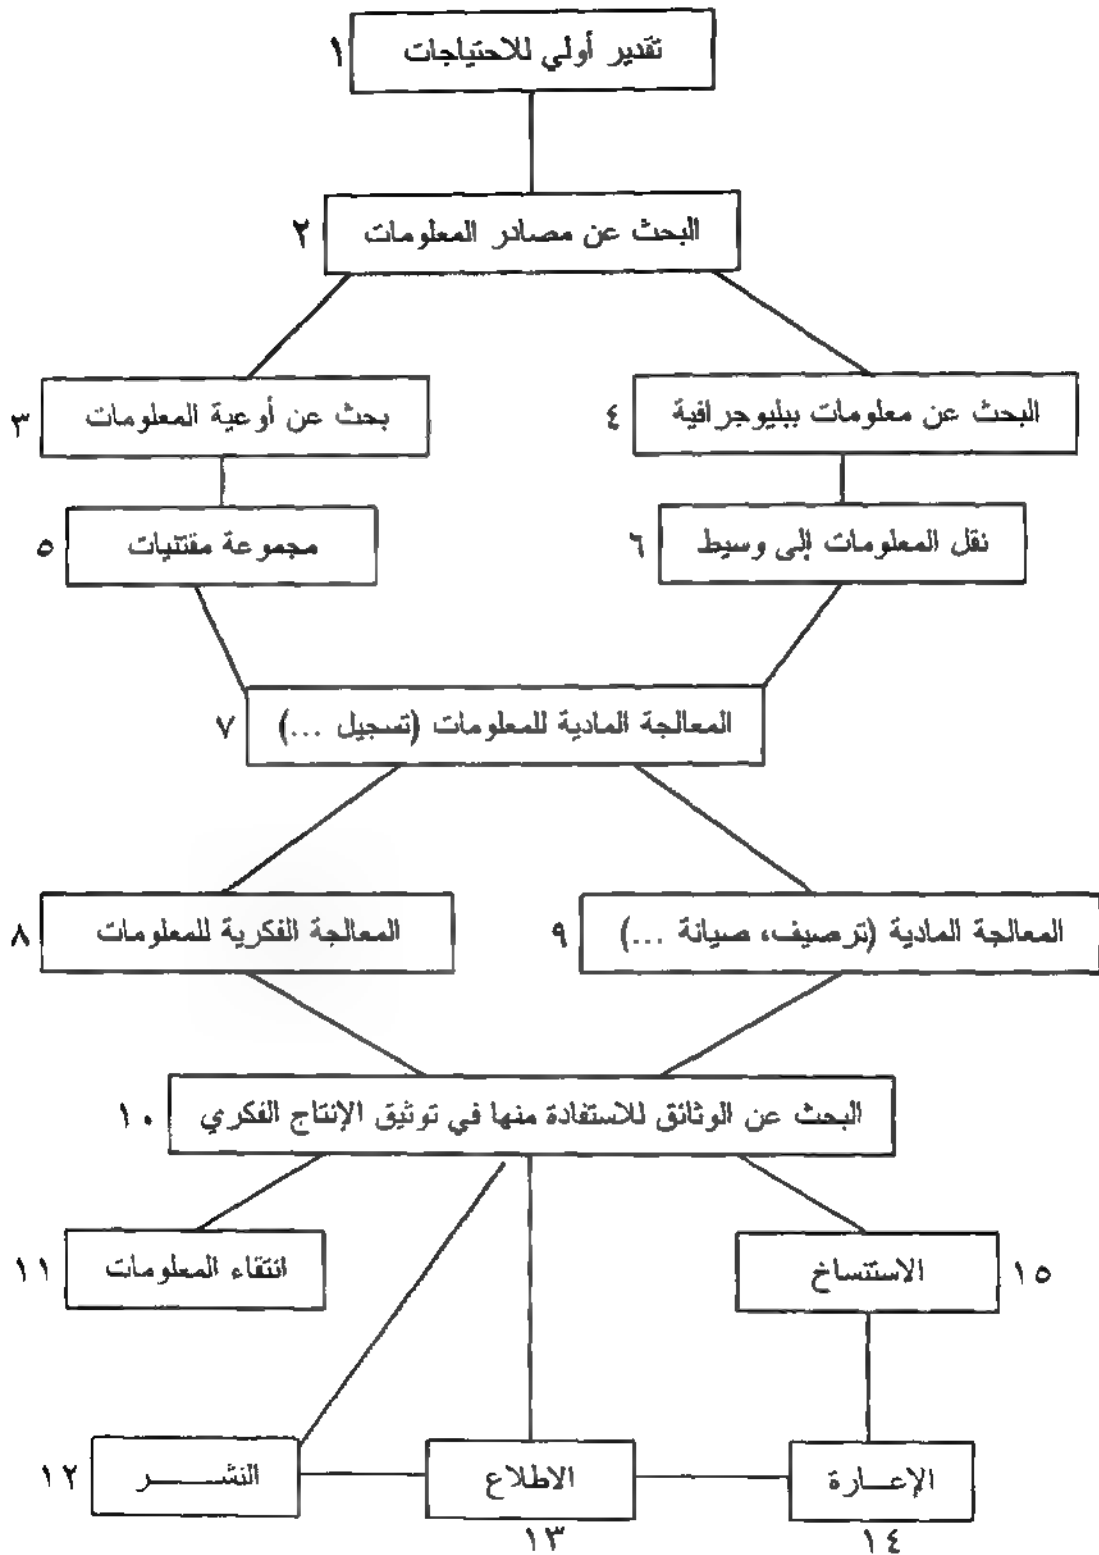 ١ تقدير أولي للاحتياجات
٢ البحث عن مصادر المعلومات
٤ البحث عن معلومات ببليوجرافية
٣ بحث عن أوعية المعلومات
٦ نقل المعلومات إلى وسيط
٥ مجموعة مقتنيات
٧ المعالجة المادية للمعلومات (تسجيل ...)
٩ المعالجة المادية (ترصيف، صيانة ...)
٨ المعالجة الفكرية للمعلومات
١٠ البحث عن الوثائق للاستفادة منها في توثيق الإنتاج الفكري
١٥ الاستنساخ
١١ انتقاء المعلومات
الإعــارة
١٤
الاطلاع
١٣
١٢ النشـــــر